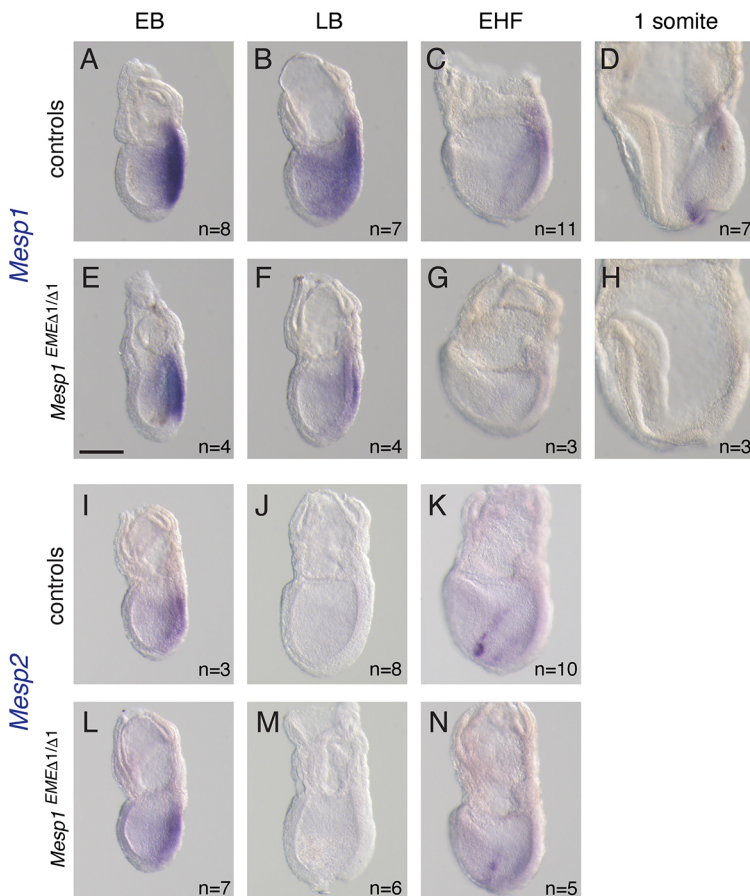 EB LB EHF 1 somite
A B C D
controls
n=8 n=7 n=11 n=7
Mesp1
E F G H
Mesp1 EMEΔ1/Δ1
n=4 n=4 n=3 n=3
I J K
controls
n=3 n=8 n=10
Mesp2
L M N
Mesp1 EMEΔ1/Δ1
n=7 n=6 n=5